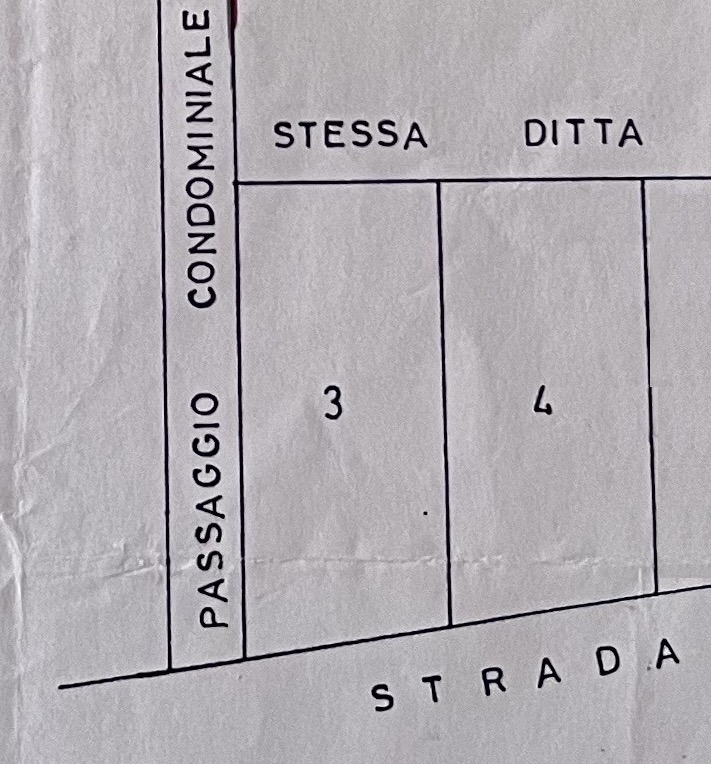 PASSAGGIO CONDOMINIALE
STESSA DITTA
3 4
STRADA